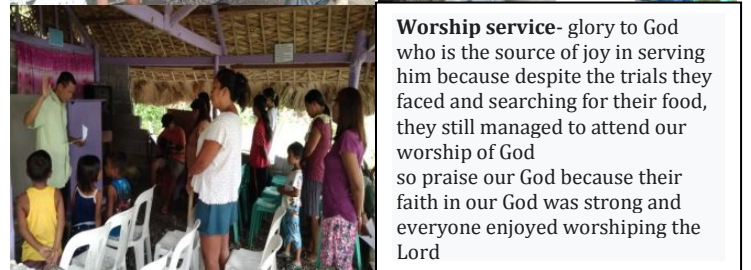 Worship service- glory to God
who is the source of joy in serving
him because despite the trials they
faced and searching for their food,
they still managed to attend our
worship of God
so praise our God because their
faith in our God was strong and
everyone enjoyed worshiping the
Lord